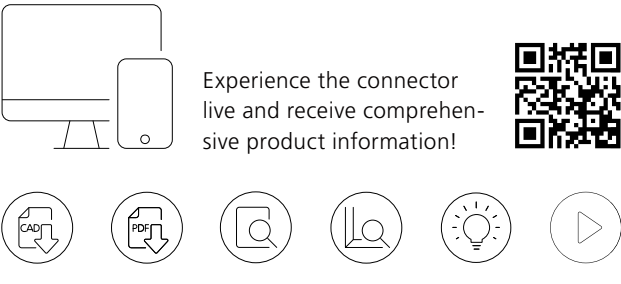 Experience the connector
live and receive comprehen-
sive product information!
CAD
PDF